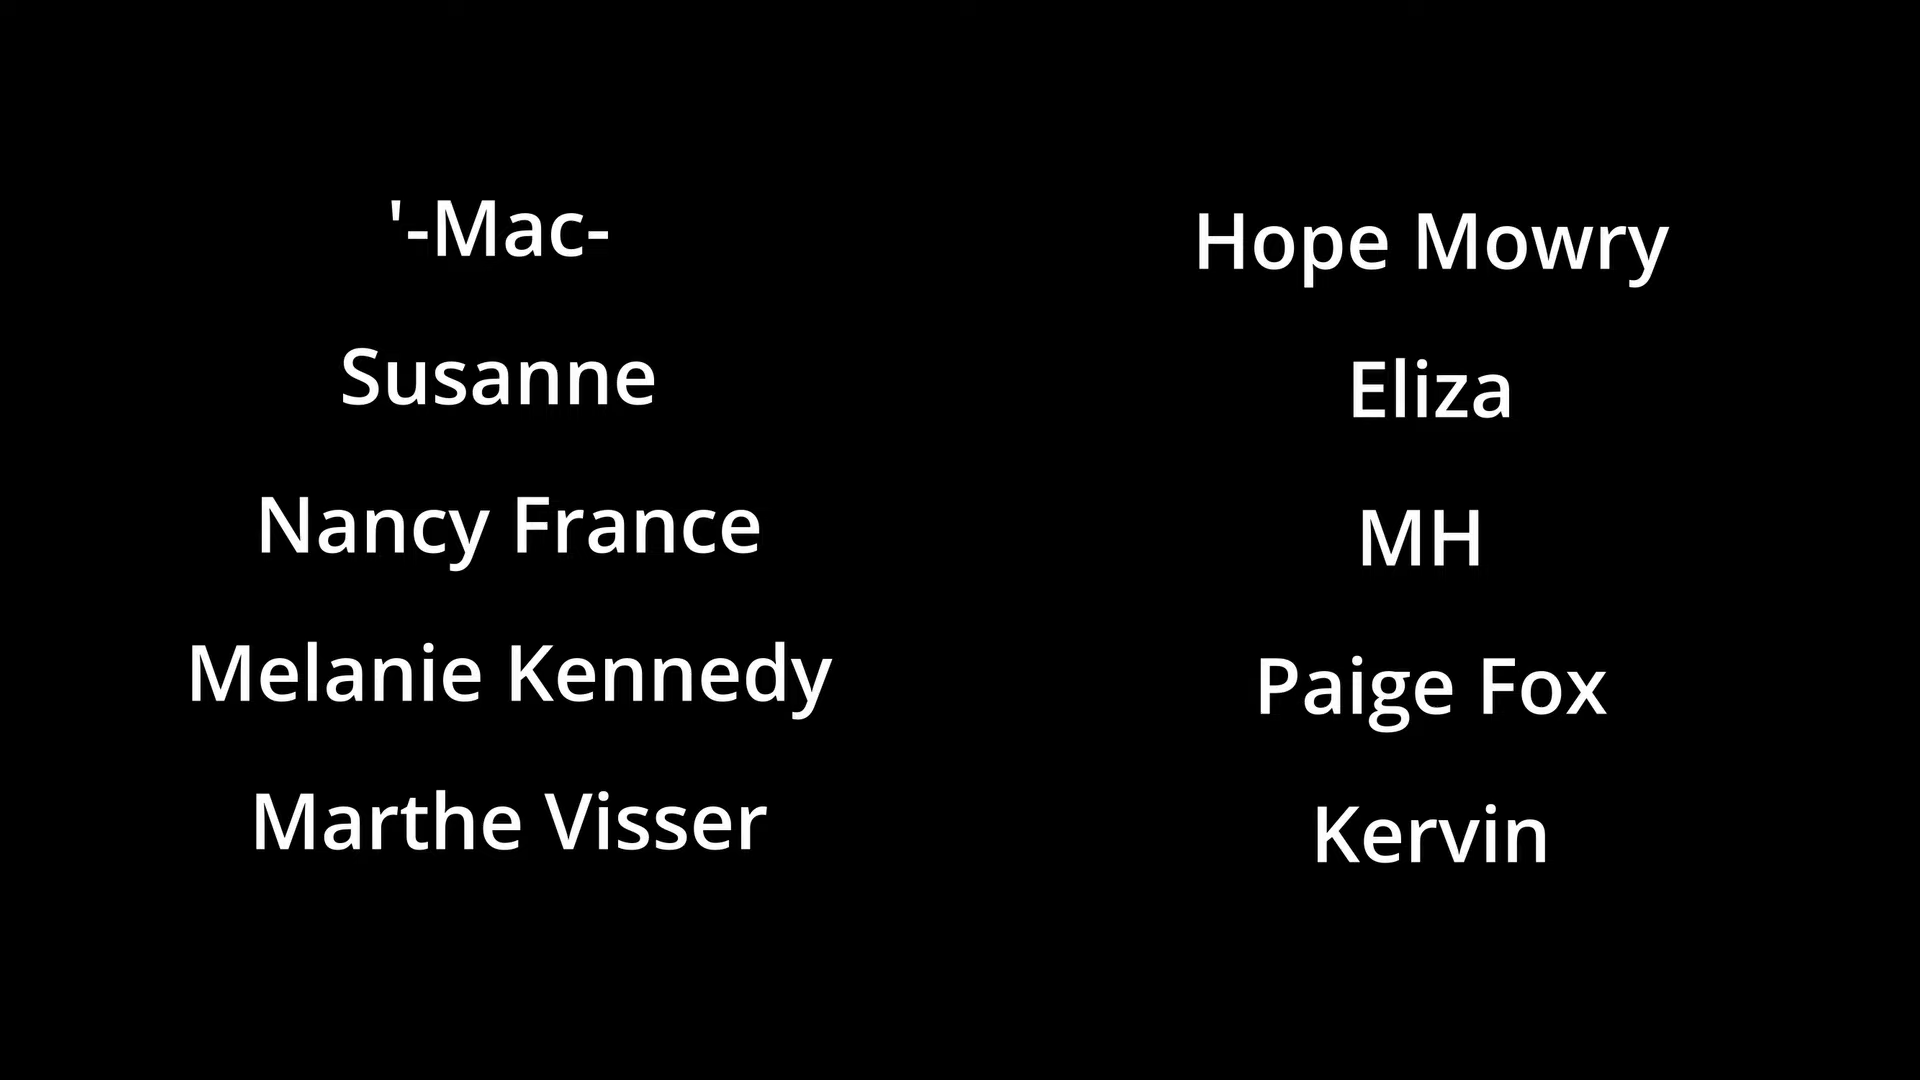 '-Mac-
Susanne
Nancy France
Melanie Kennedy
Marthe Visser
Hope Mowry
Eliza
MH
Paige Fox
Kervin